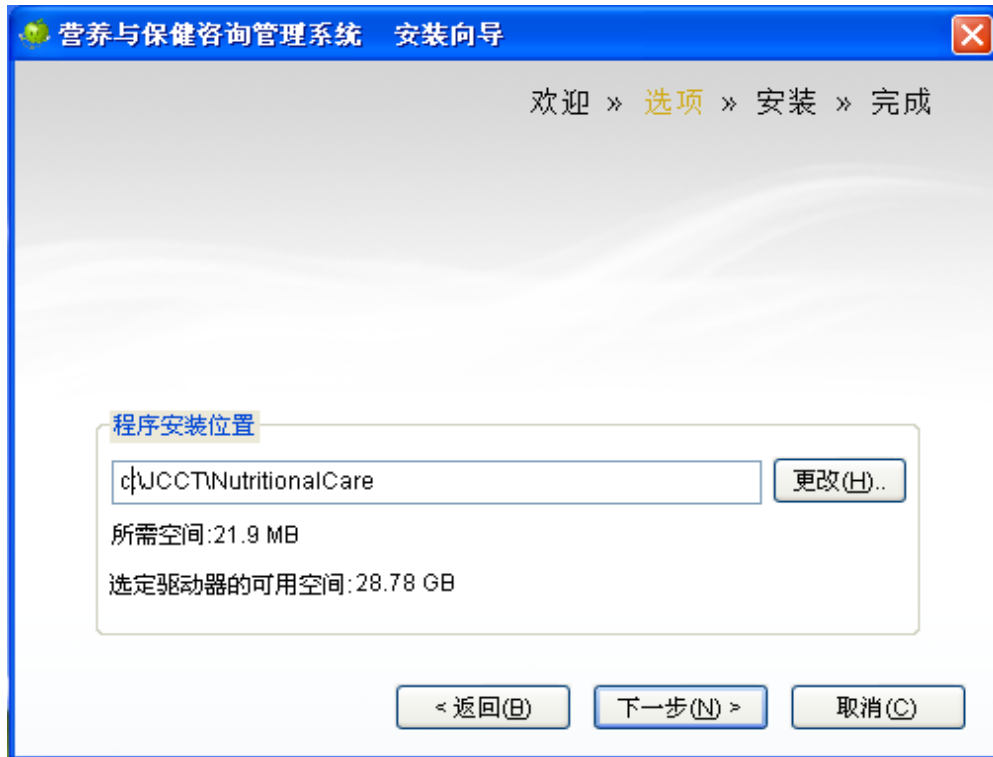 营养与保健咨询管理系统 安装向导
欢迎 » 选项 » 安装 » 完成
程序安装位置
c:\JCCT\NutritionalCare
更改(H)..
所需空间:21.9 MB
选定驱动器的可用空间:28.78 GB
< 返回(B) 下一步(N) > 取消(C)